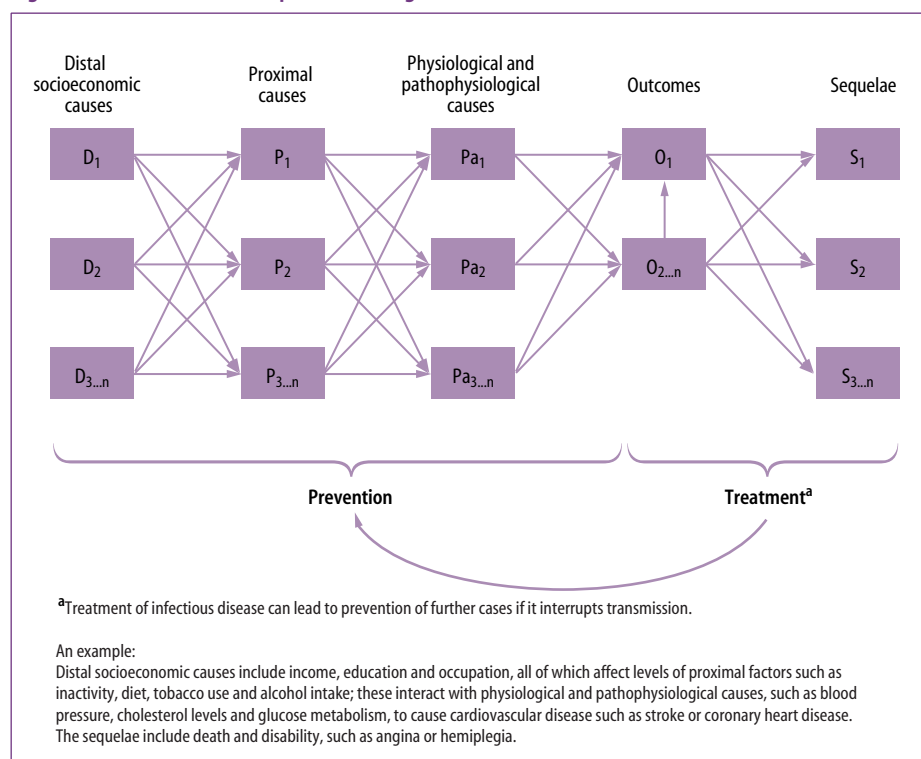 Distal
socioeconomic
causes
Proximal
causes
Physiological and
pathophysiological
causes
Outcomes
Sequelae
D1
P1
Pa1
O1
S1
D2
P2
Pa2
O2...n
S2
D3...n
P3...n
Pa3...n
S3...n
Prevention
Treatmentᵃ
ᵃTreatment of infectious disease can lead to prevention of further cases if it interrupts transmission.
An example:
Distal socioeconomic causes include income, education and occupation, all of which affect levels of proximal factors such as
inactivity, diet, tobacco use and alcohol intake; these interact with physiological and pathophysiological causes, such as blood
pressure, cholesterol levels and glucose metabolism, to cause cardiovascular disease such as stroke or coronary heart disease.
The sequelae include death and disability, such as angina or hemiplegia.